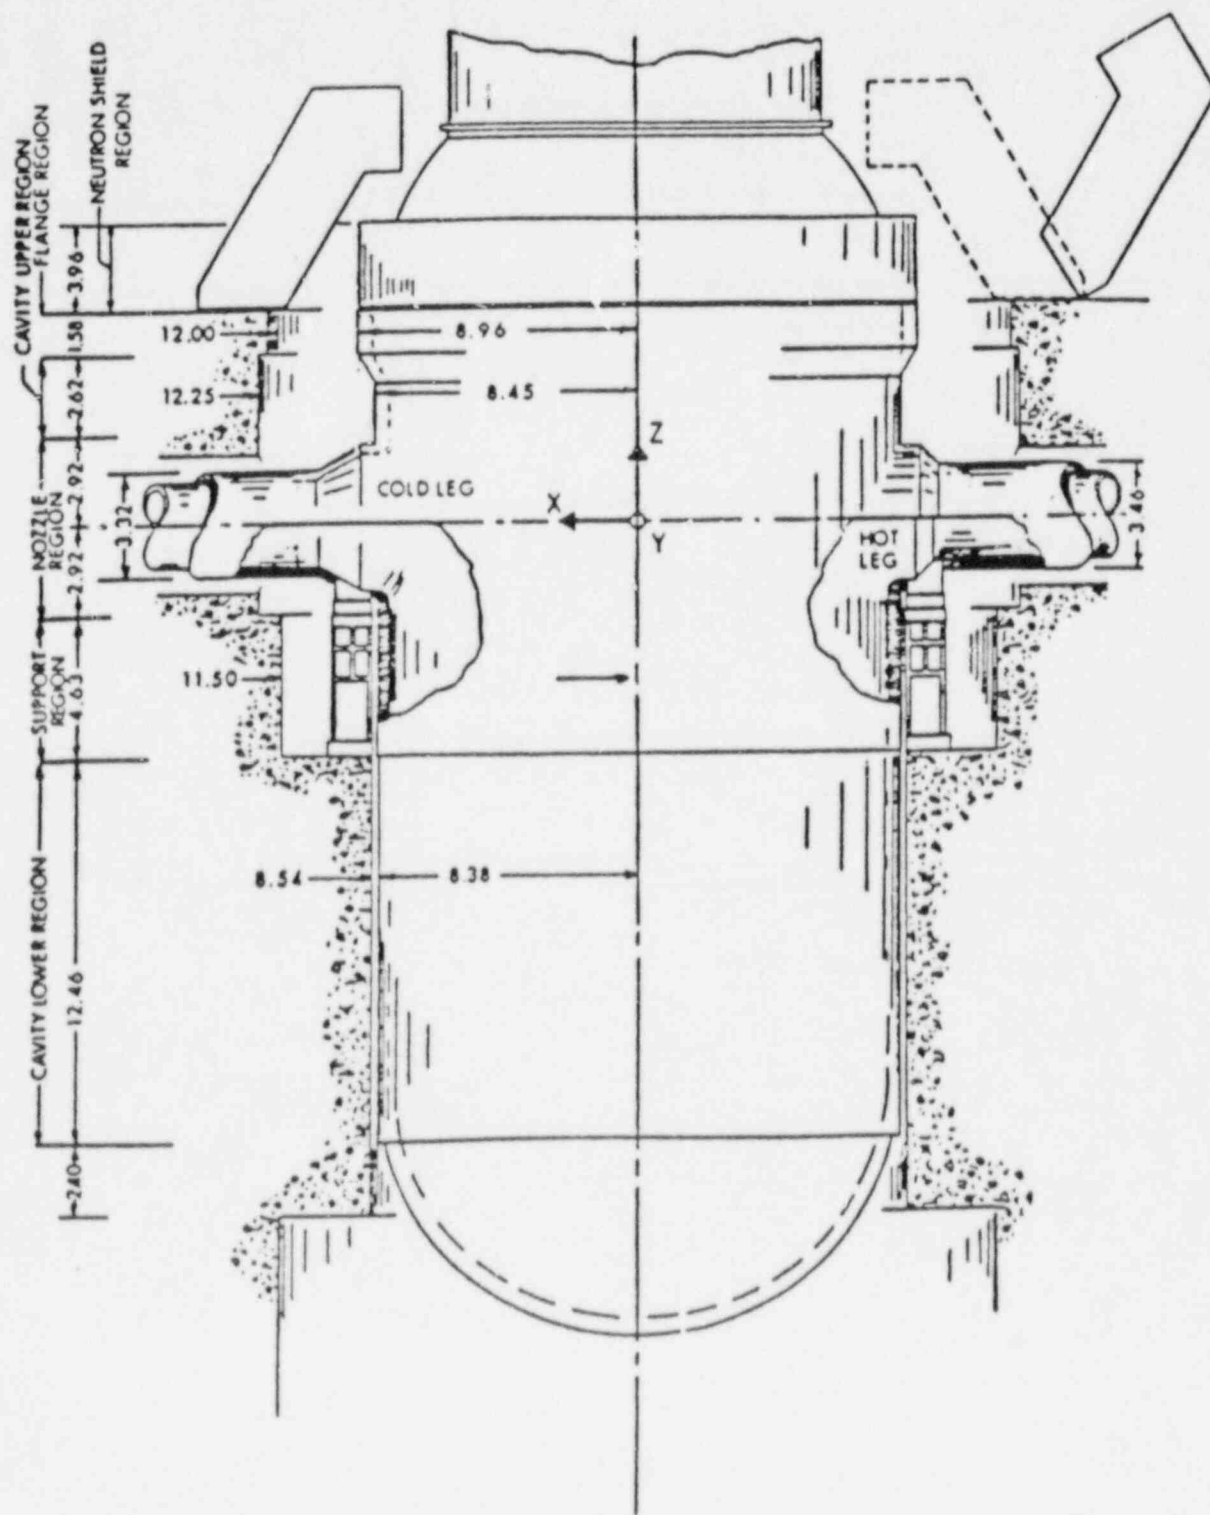 CAVITY UPPER REGION
FLANGE REGION
NEUTRON SHIELD
REGION
3.96
1.58
2.62
2.92
2.92
NOZZLE
REGION
3.32
SUPPORT
REGION
4.63
CAVITY LOWER REGION
12.46
2.40
12.00
12.25
11.50
8.96
8.45
Z
COLD LEG
X
Y
HOT
LEG
3.46
8.54
8.38